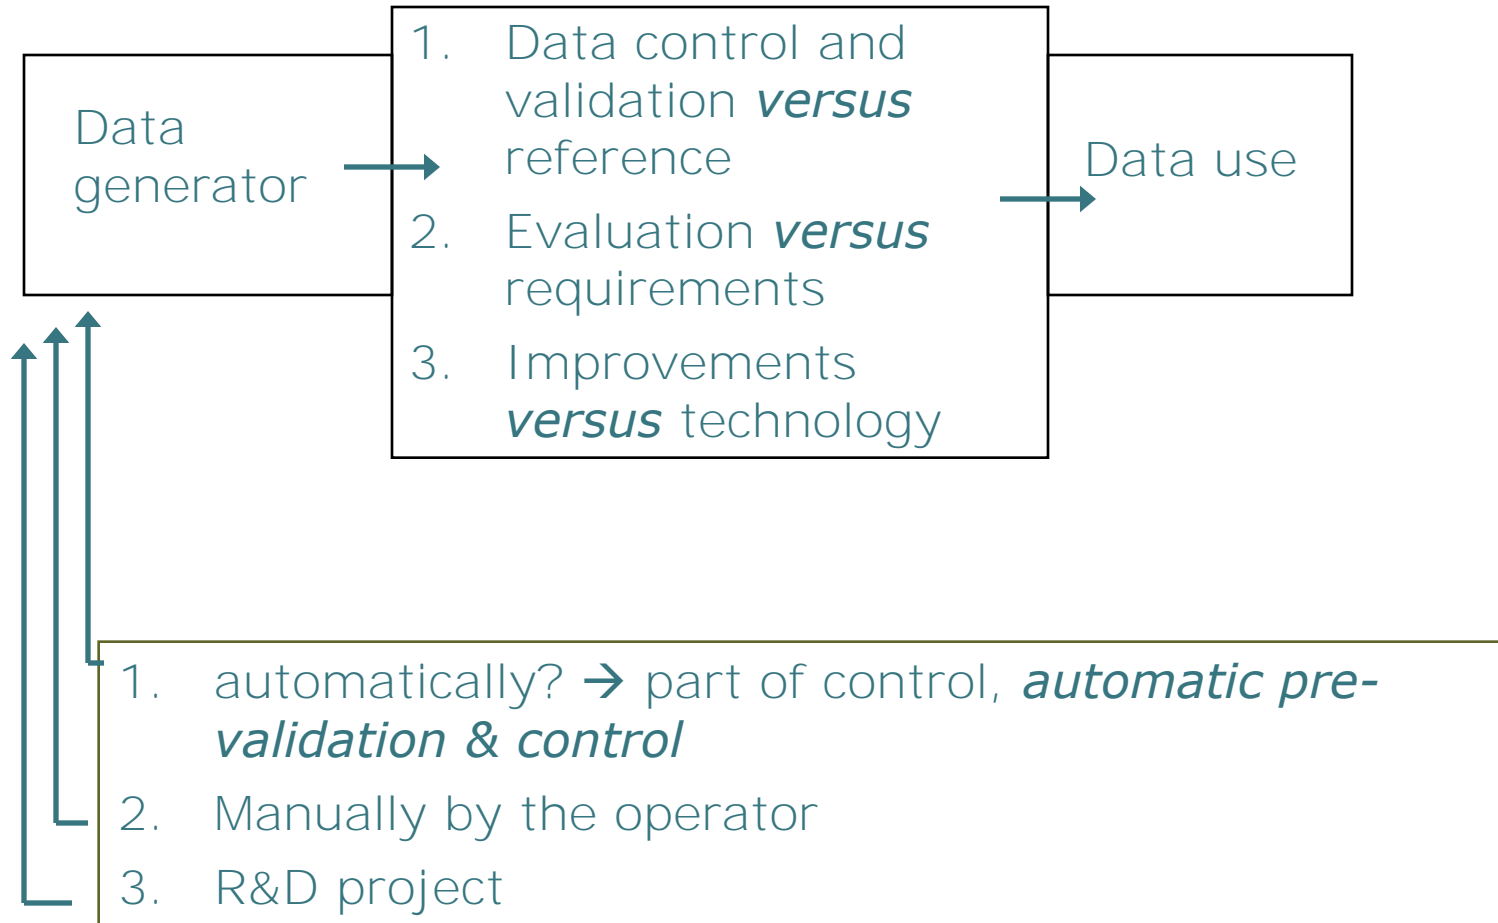 Data
generator
1. Data control and
validation versus
reference
2. Evaluation versus
requirements
3. Improvements
versus technology
Data use
1. automatically? → part of control, automatic pre-
validation & control
2. Manually by the operator
3. R&D project